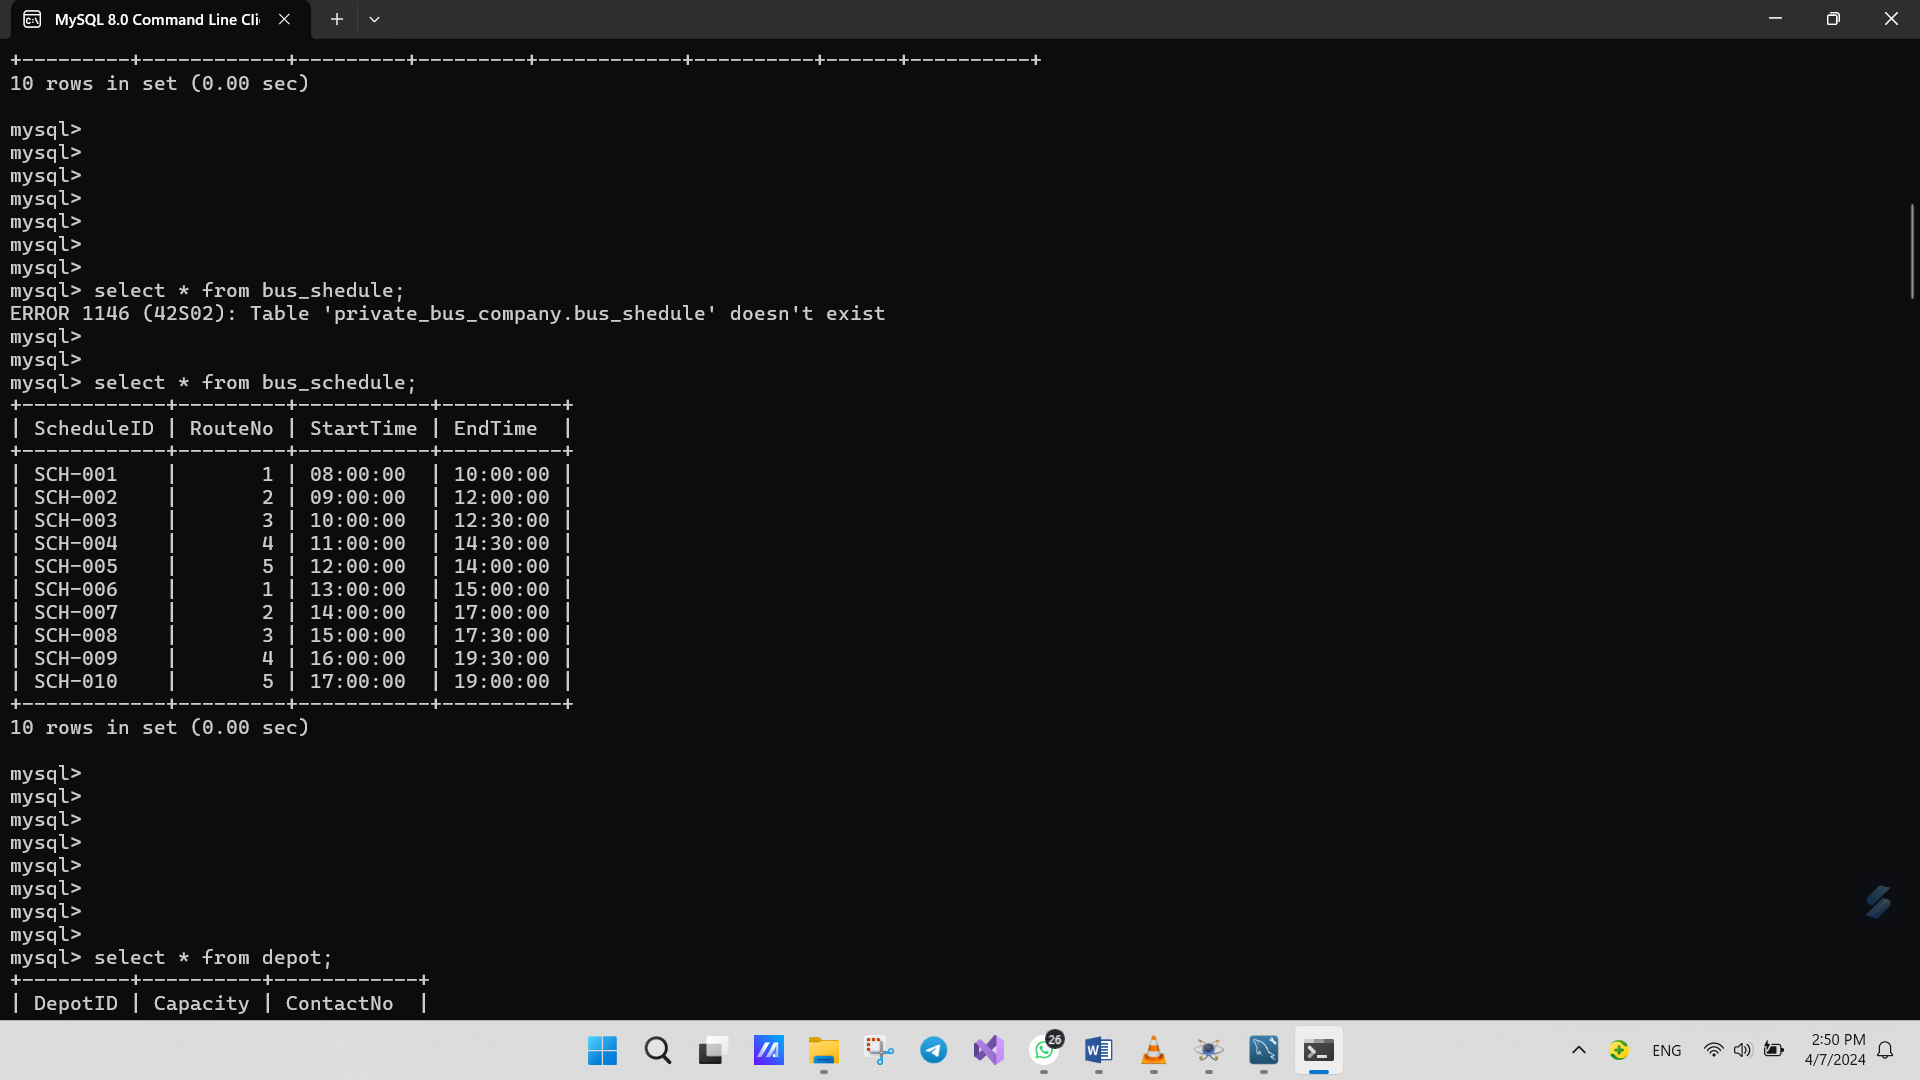 MySQL 8.0 Command Line Cli
+---------+------------+---------+---------+------------+----------+------+----------+
10 rows in set (0.00 sec)
mysql>
mysql>
mysql>
mysql>
mysql>
mysql>
mysql>
mysql> select * from bus_shedule;
ERROR 1146 (42S02): Table 'private_bus_company.bus_shedule' doesn't exist
mysql>
mysql>
mysql> select * from bus_schedule;
+------------+---------+-----------+----------+
| ScheduleID | RouteNo | StartTime | EndTime  |
+------------+---------+-----------+----------+
| SCH-001    |       1 | 08:00:00  | 10:00:00 |
| SCH-002    |       2 | 09:00:00  | 12:00:00 |
| SCH-003    |       3 | 10:00:00  | 12:30:00 |
| SCH-004    |       4 | 11:00:00  | 14:30:00 |
| SCH-005    |       5 | 12:00:00  | 14:00:00 |
| SCH-006    |       1 | 13:00:00  | 15:00:00 |
| SCH-007    |       2 | 14:00:00  | 17:00:00 |
| SCH-008    |       3 | 15:00:00  | 17:30:00 |
| SCH-009    |       4 | 16:00:00  | 19:30:00 |
| SCH-010    |       5 | 17:00:00  | 19:00:00 |
+------------+---------+-----------+----------+
10 rows in set (0.00 sec)
mysql>
mysql>
mysql>
mysql>
mysql>
mysql>
mysql>
mysql>
mysql> select * from depot;
+---------+----------+------------+
| DepotID | Capacity | ContactNo  |
26
ENG
2:50 PM
4/7/2024